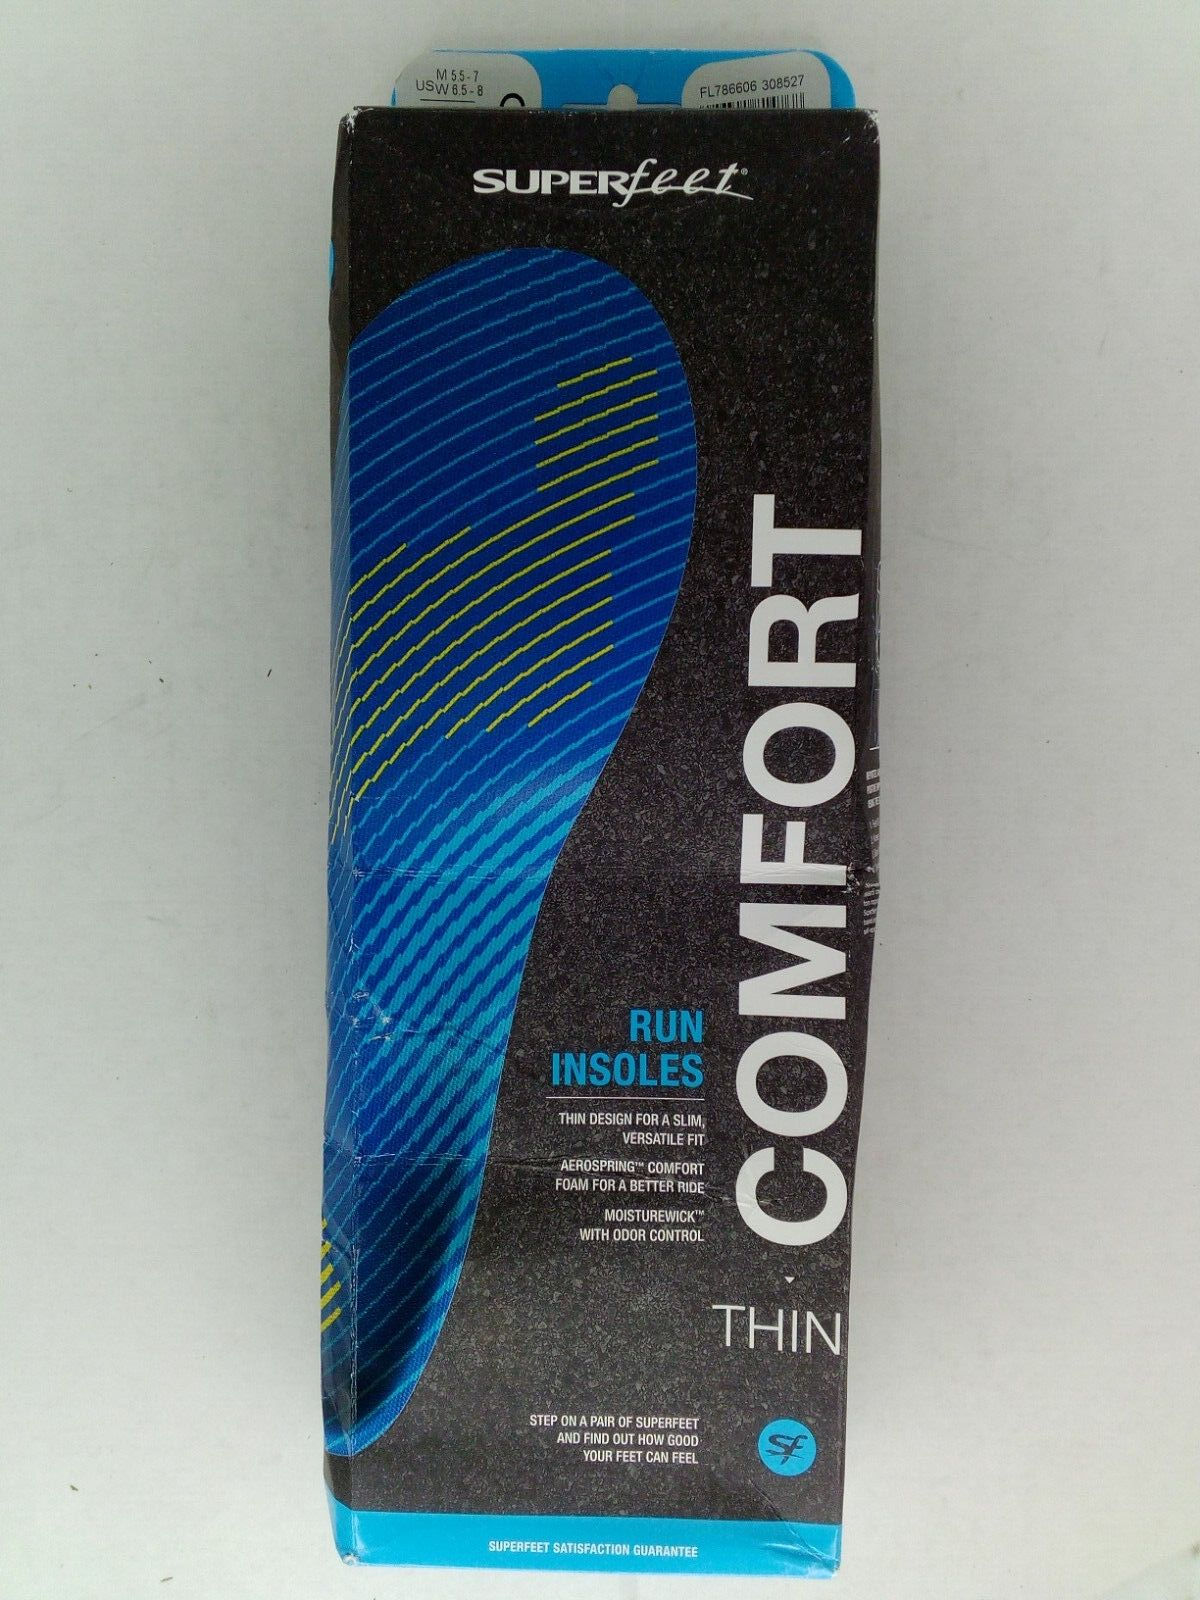 M 5.5 - 7
US W 6.5 - 8
FL786606 308527
SUPERfeet®
COMFORT
THIN
RUN
INSOLES
THIN DESIGN FOR A SLIM,
VERSATILE FIT
AEROSPRING™ COMFORT
FOAM FOR A BETTER RIDE
MOISTUREWICK™
WITH ODOR CONTROL
STEP ON A PAIR OF SUPERFEET
AND FIND OUT HOW GOOD
YOUR FEET CAN FEEL
SF
SUPERFEET SATISFACTION GUARANTEE